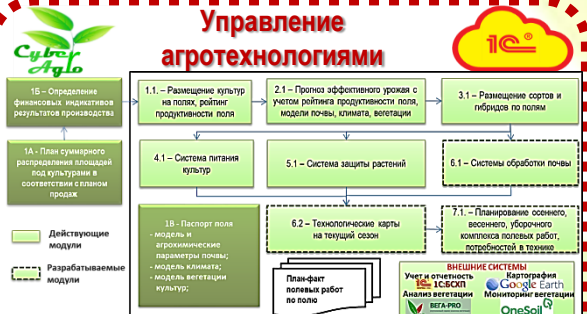 Управление
агротехнологиями
Cyber
Agro
1С
1Б – Определение
финансовых индикативов
результатов производства
1.1. – Размещение культур
на полях, рейтинг
продуктивности поля
2.1 – Прогноз эффективного урожая с
учетом рейтинга продуктивности поля,
модели почвы, климата, вегетации
3.1 – Размещение сортов и
гибридов по полям
1А - План суммарного
распределения площадей
под культурами в
соответствии с планом
продаж
4.1 – Система питания
культур
5.1 – Система защиты растений
6.1 – Системы обработки почвы
1В - Паспорт поля
- модель и
агрохимические
параметры почвы;
- модель климата;
- модель вегетации
культур;
6.2 – Технологические карты
на текущий сезон
7.1. – Планирование осеннего,
весеннего, уборочного
комплекса полевых работ,
потребностей в технике
Действующие
модули
Разрабатываемые
модули
План-факт
полевых работ
по полю
ВНЕШНИЕ СИСТЕМЫ
Учет и отчетность
1С:БСХП
Картография
Google Earth
Анализ вегетации
Мониторинг вегетации
ВЕГА-PRO
OneSoil